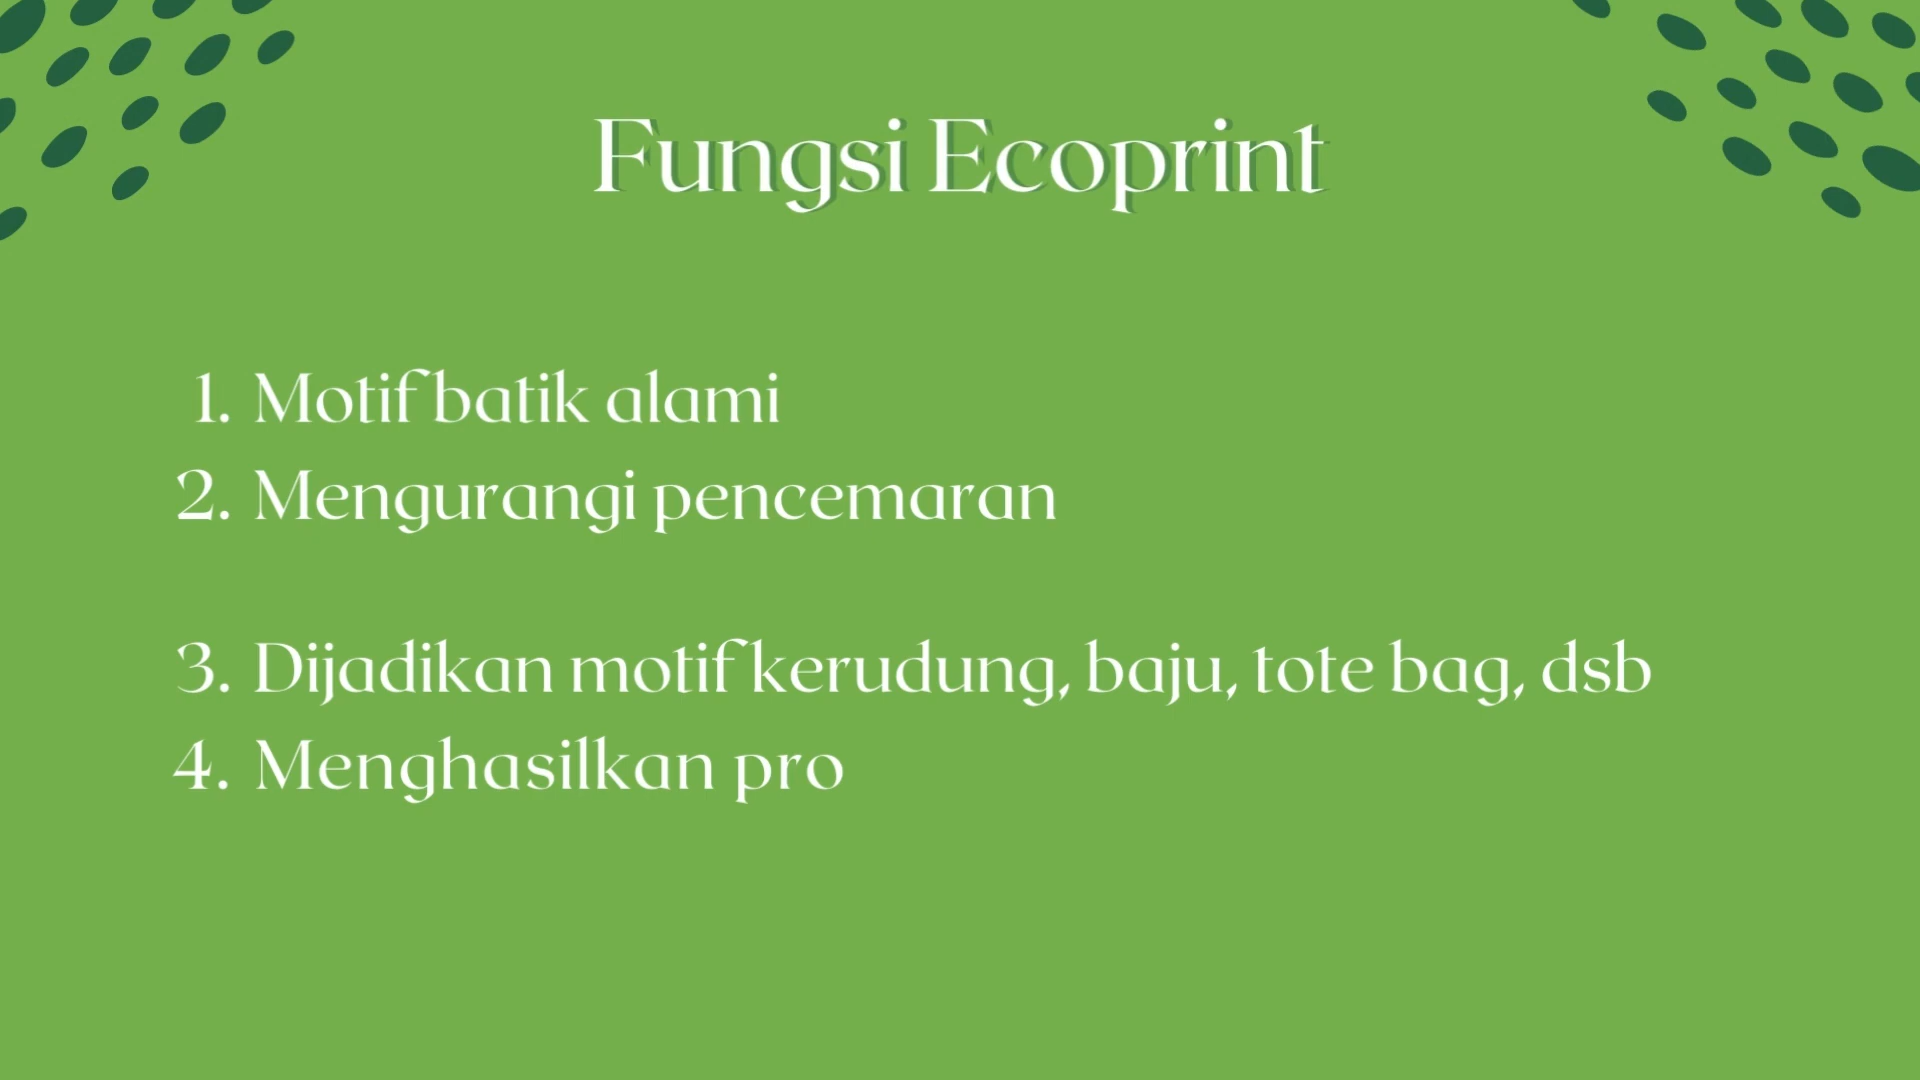 Fungsi Ecoprint
1. Motif batik alami
2. Mengurangi pencemaran
3. Dijadikan motif kerudung, baju, tote bag, dsb
4. Menghasilkan pro